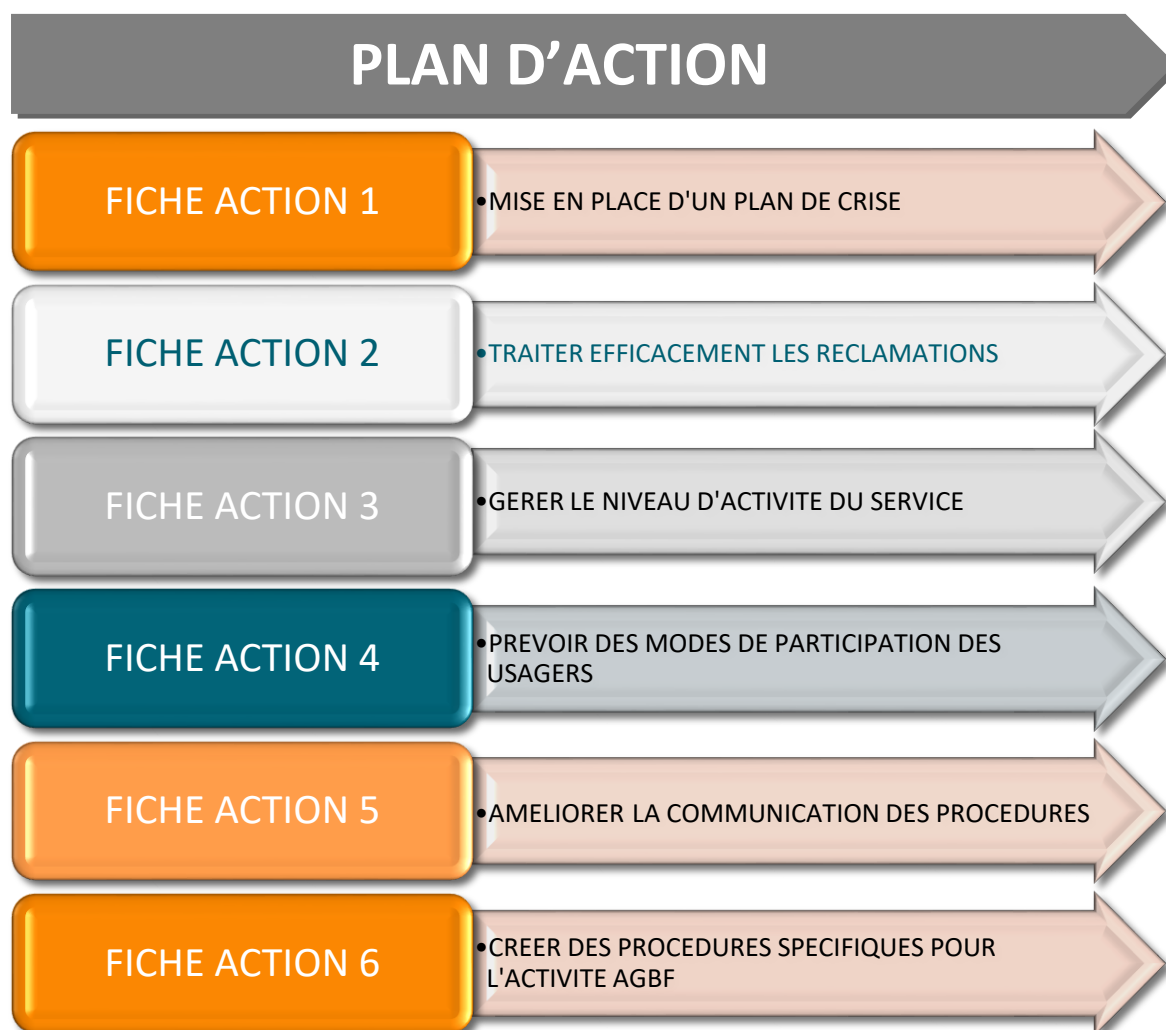 PLAN D’ACTION
FICHE ACTION 1
•MISE EN PLACE D'UN PLAN DE CRISE
FICHE ACTION 2
•TRAITER EFFICACEMENT LES RECLAMATIONS
FICHE ACTION 3
•GERER LE NIVEAU D'ACTIVITE DU SERVICE
FICHE ACTION 4
•PREVOIR DES MODES DE PARTICIPATION DES
USAGERS
FICHE ACTION 5
•AMELIORER LA COMMUNICATION DES PROCEDURES
FICHE ACTION 6
•CREER DES PROCEDURES SPECIFIQUES POUR
L'ACTIVITE AGBF